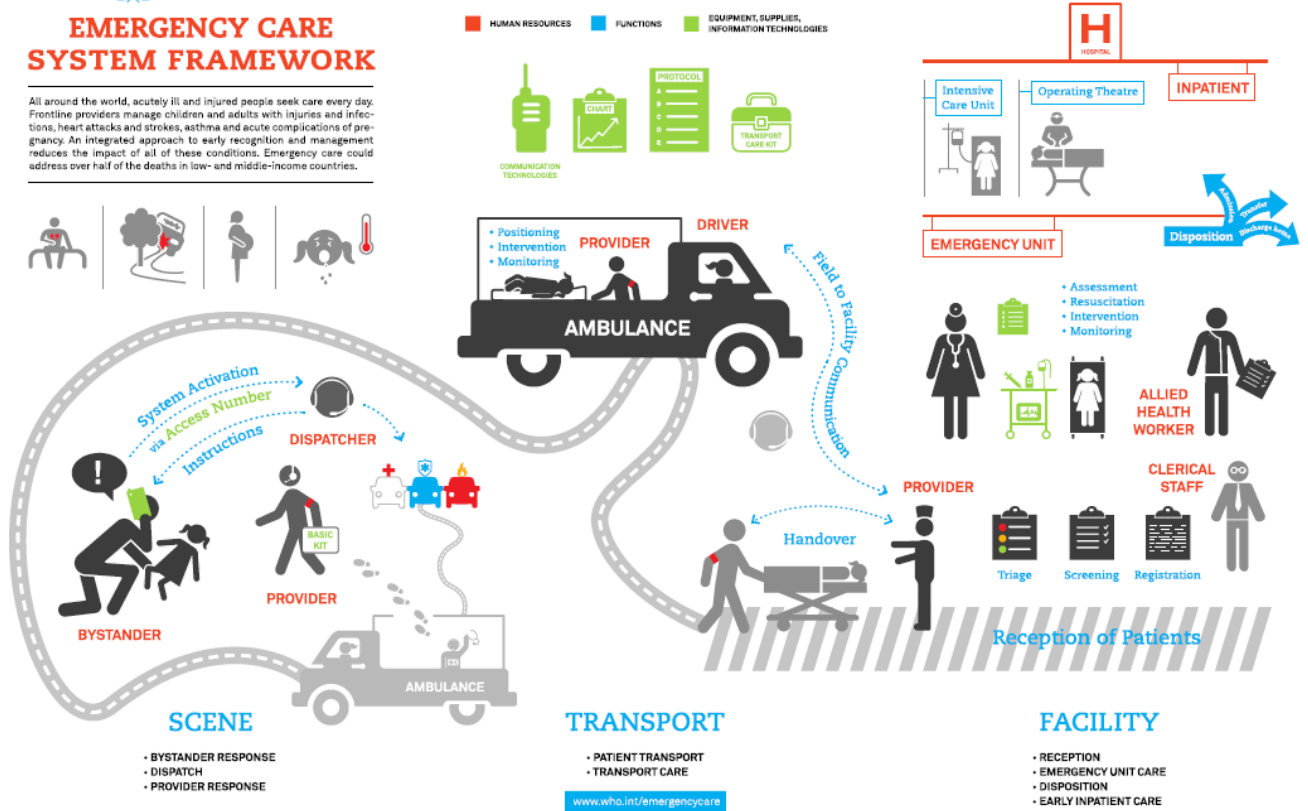 EMERGENCY CARE
SYSTEM FRAMEWORK
All around the world, acutely ill and injured people seek care every day.
Frontline providers manage children and adults with injuries and infec-
tions, heart attacks and strokes, asthma and acute complications of pre-
gnancy. An integrated approach to early recognition and management
reduces the impact of all of these conditions. Emergency care could
address over half of the deaths in low- and middle-income countries.
HUMAN RESOURCES
FUNCTIONS
EQUIPMENT, SUPPLIES,
INFORMATION TECHNOLOGIES
COMMUNICATION
TECHNOLOGIES
CHART
PROTOCOL
A
B
C
D
E
TRANSPORT
CARE KIT
H
HOSPITAL
INPATIENT
Intensive
Care Unit
Operating Theatre
EMERGENCY UNIT
Disposition
Admission
Transfer
Discharge home
• Positioning
• Intervention
• Monitoring
PROVIDER
DRIVER
AMBULANCE
Field to Facility Communication
• Assessment
• Resuscitation
• Intervention
• Monitoring
ALLIED
HEALTH
WORKER
CLERICAL
STAFF
System Activation
via Access Number
Instructions
DISPATCHER
!
BYSTANDER
BASIC
KIT
PROVIDER
AMBULANCE
Handover
PROVIDER
Triage
Screening
Registration
Reception of Patients
SCENE
• BYSTANDER RESPONSE
• DISPATCH
• PROVIDER RESPONSE
TRANSPORT
• PATIENT TRANSPORT
• TRANSPORT CARE
www.who.int/emergencycare
FACILITY
• RECEPTION
• EMERGENCY UNIT CARE
• DISPOSITION
• EARLY INPATIENT CARE